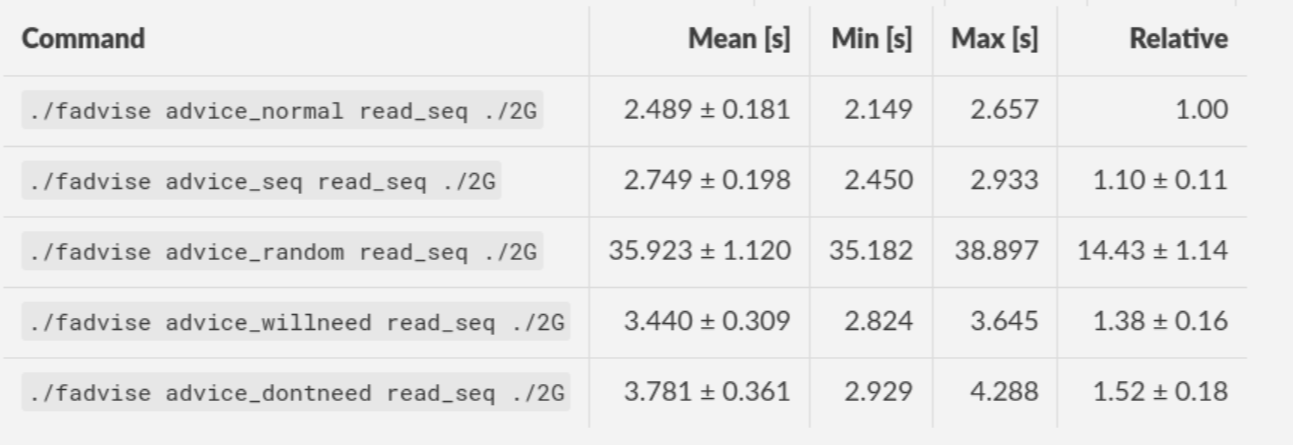 Command Mean [s] Min [s] Max [s] Relative
./fadvise advice_normal read_seq ./2G 2.489 ± 0.181 2.149 2.657 1.00
./fadvise advice_seq read_seq ./2G 2.749 ± 0.198 2.450 2.933 1.10 ± 0.11
./fadvise advice_random read_seq ./2G 35.923 ± 1.120 35.182 38.897 14.43 ± 1.14
./fadvise advice_willneed read_seq ./2G 3.440 ± 0.309 2.824 3.645 1.38 ± 0.16
./fadvise advice_dontneed read_seq ./2G 3.781 ± 0.361 2.929 4.288 1.52 ± 0.18